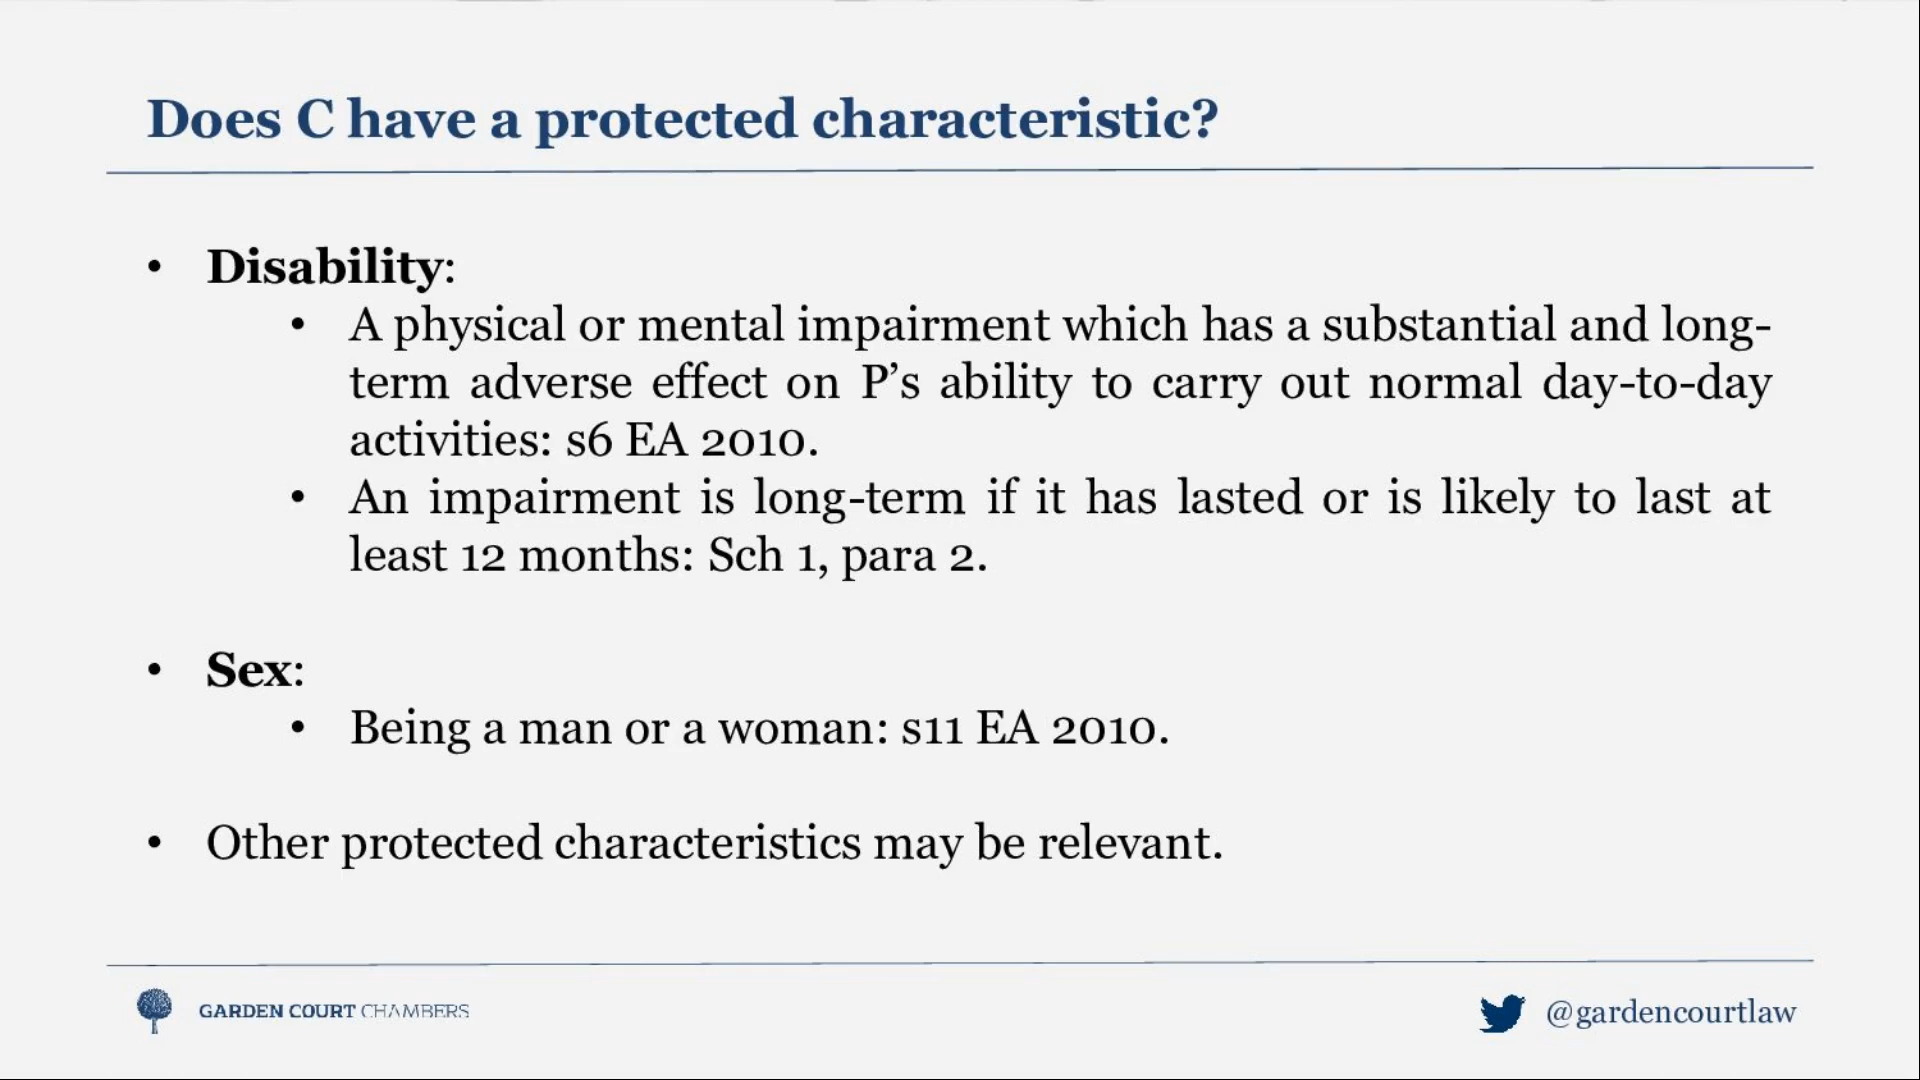 Does C have a protected characteristic?
• Disability:
• A physical or mental impairment which has a substantial and long-
term adverse effect on P’s ability to carry out normal day-to-day
activities: s6 EA 2010.
• An impairment is long-term if it has lasted or is likely to last at
least 12 months: Sch 1, para 2.
• Sex:
• Being a man or a woman: s11 EA 2010.
• Other protected characteristics may be relevant.
GARDEN COURT CHAMBERS
@gardencourtlaw